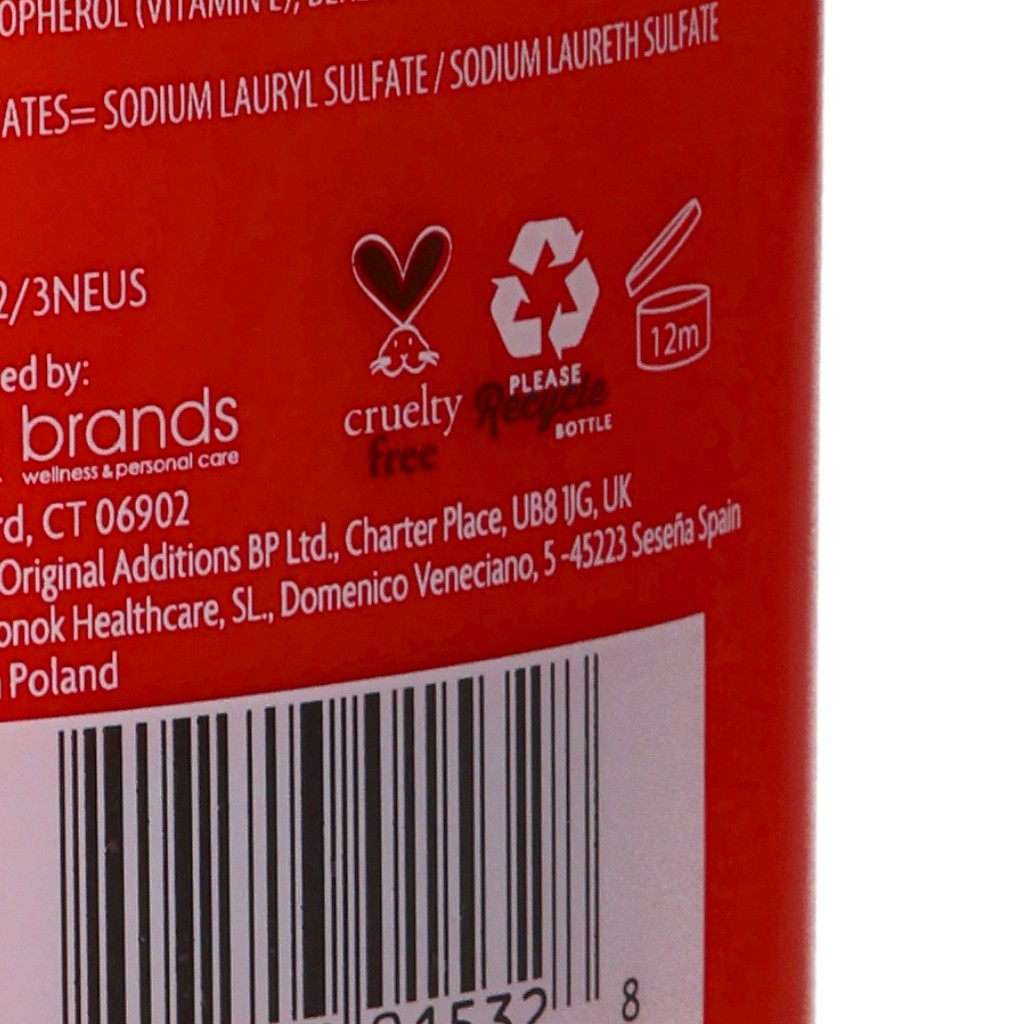 OPHEROL (VITAMIN E),
ATES= SODIUM LAURYL SULFATE / SODIUM LAURETH SULFATE
2/3NEUS
12m
ed by:
brands
wellness & personal care
cruelty
free
PLEASE
Recycle
BOTTLE
rd, CT 06902
Original Additions BP Ltd., Charter Place, UB8 1JG, UK
onok Healthcare, SL., Domenico Veneciano, 5 -45223 Seseña Spain
Poland
94532 8